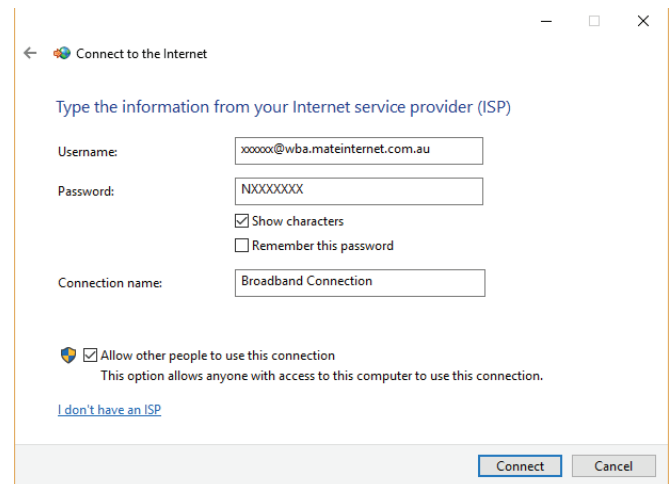 Connect to the Internet
Type the information from your Internet service provider (ISP)
Username: xxxxxx@wba.mateinternet.com.au
Password: NXXXXXXX
Show characters
Remember this password
Connection name: Broadband Connection
Allow other people to use this connection
This option allows anyone with access to this computer to use this connection.
I don't have an ISP
Connect Cancel